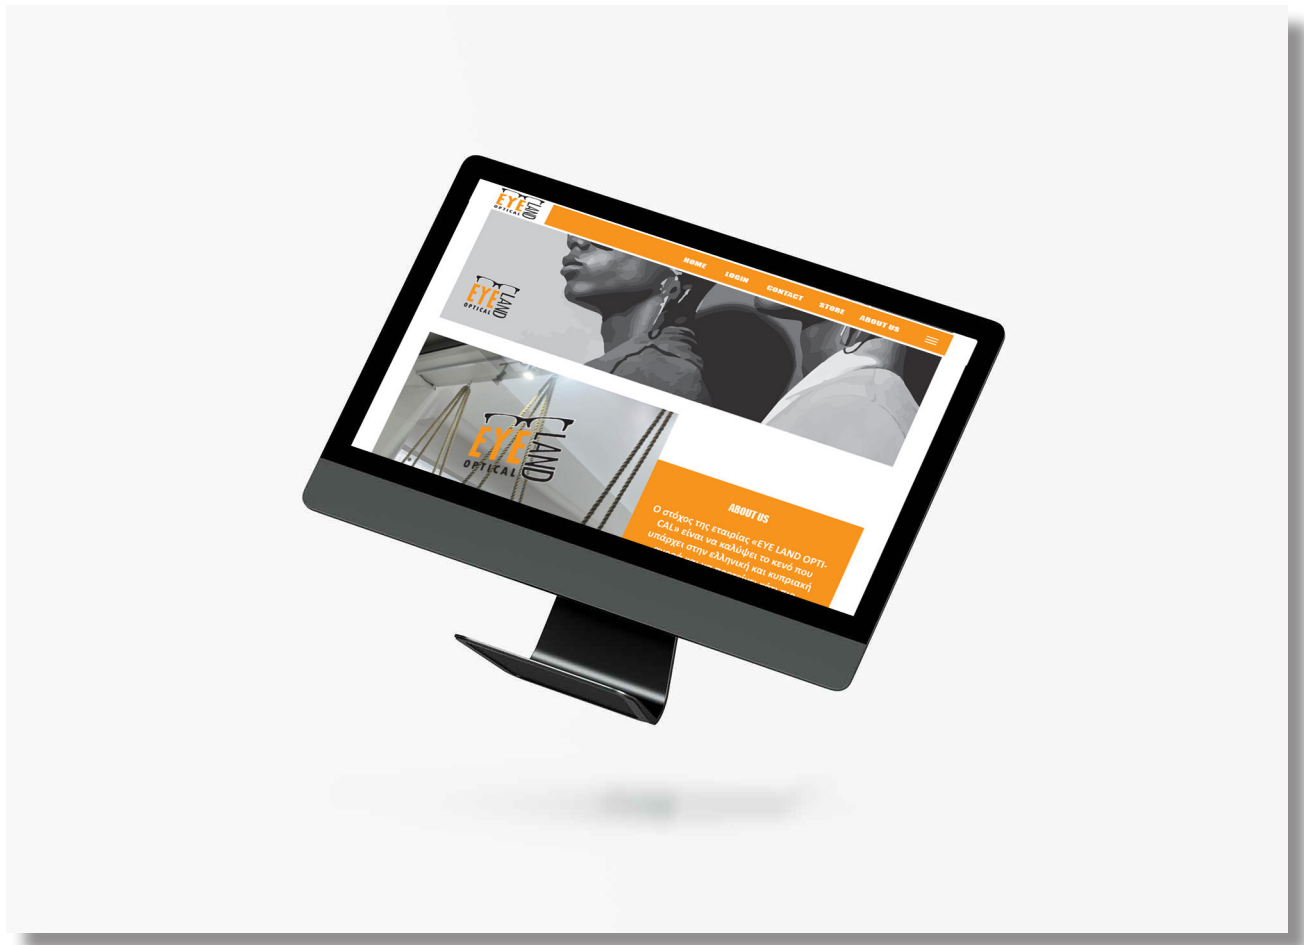 EYE LAND
OPTICAL
HOME LOGIN CONTACT STORE ABOUT US
EYE LAND
OPTICAL
EYE LAND
OPTICAL
ABOUT US
Ο στόχος της εταιρίας «EYE LAND OPTI-
CAL» είναι να καλύψει το κενό που
υπάρχει στην ελληνική και κυπριακή